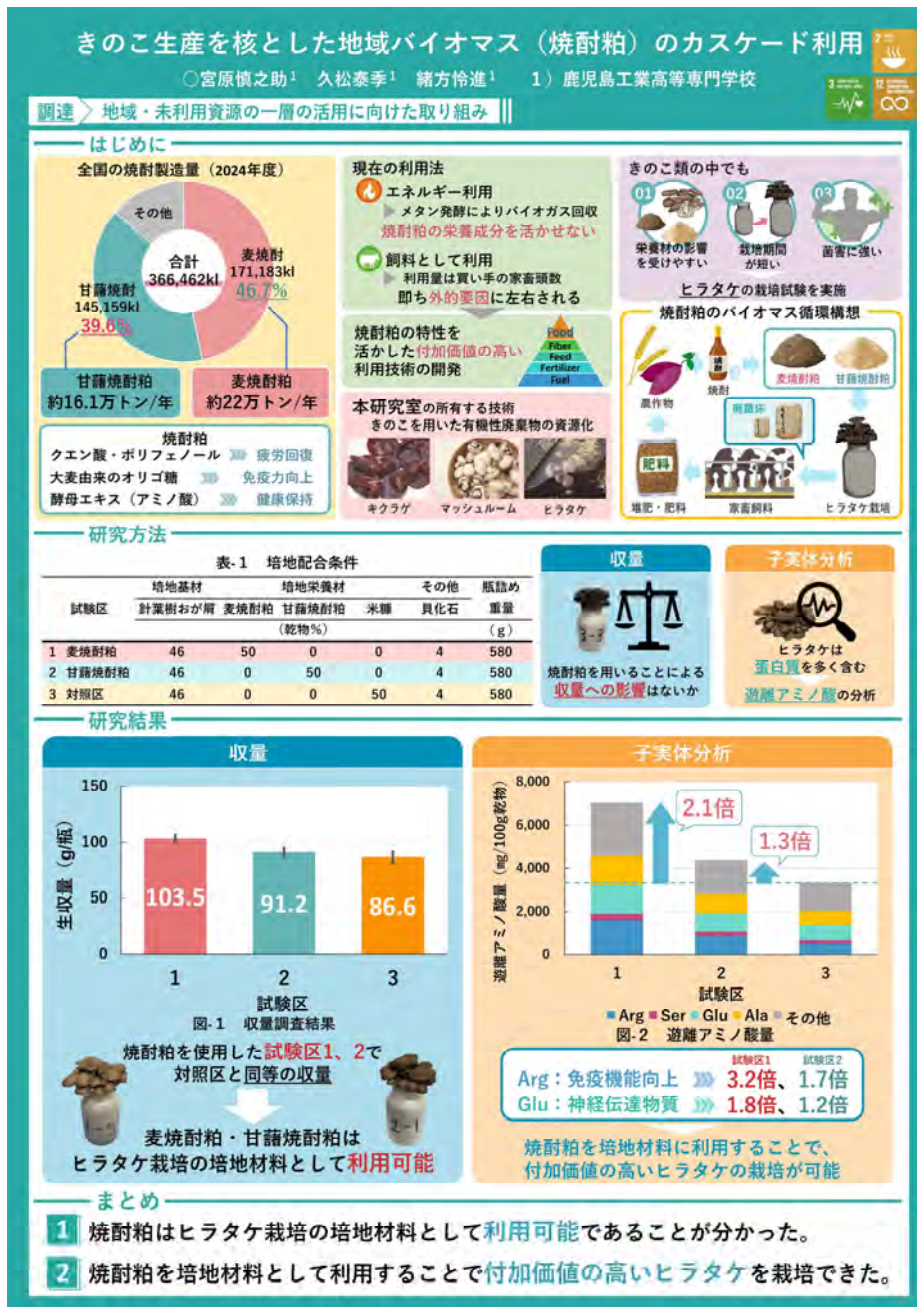 きのこ生産を核とした地域バイオマス（焼酎粕）のカスケード利用
○宮原慎之助¹　久松泰季¹　緒方怜進¹　1）鹿児島工業高等専門学校
調達 地域・未利用資源の一層の活用に向けた取り組み
はじめに
全国の焼酎製造量（2024年度）
その他
合計
366,462kl
麦焼酎
171,183kl
46.7%
甘藷焼酎
145,159kl
39.6%
甘藷焼酎粕
約16.1万トン/年
麦焼酎粕
約22万トン/年
焼酎粕
クエン酸・ポリフェノール 疲労回復
大麦由来のオリゴ糖 免疫力向上
酵母エキス（アミノ酸） 健康保持
現在の利用法
エネルギー利用
メタン発酵によりバイオガス回収
焼酎粕の栄養成分を活かせない
飼料として利用
利用量は買い手の家畜頭数
即ち外的要因に左右される
焼酎粕の特性を
活かした付加価値の高い
利用技術の開発
Food
Fiber
Feed
Fertilizer
Fuel
本研究室の所有する技術
きのこを用いた有機性廃棄物の資源化
キクラゲ
マッシュルーム
ヒラタケ
きのこ類の中でも
01
02
03
栄養材の影響
を受けやすい
栽培期間
が短い
菌害に強い
ヒラタケの栽培試験を実施
焼酎粕のバイオマス循環構想
農作物
焼酎
麦焼酎粕
甘藷焼酎粕
廃菌床
肥料
堆肥・肥料
家畜飼料
ヒラタケ栽培
研究方法
表-1　培地配合条件
培地基材 培地栄養材 その他 瓶詰め
試験区 針葉樹おが屑 麦焼酎粕 甘藷焼酎粕 米糠 貝化石 重量
（乾物%） （g）
1 麦焼酎粕 46 50 0 0 4 580
2 甘藷焼酎粕 46 0 50 0 4 580
3 対照区 46 0 0 50 4 580
収量
焼酎粕を用いることによる
収量への影響はないか
子実体分析
ヒラタケは
蛋白質を多く含む
遊離アミノ酸の分析
研究結果
収量
生収量（g/瓶）
150
100
50
0
103.5
91.2
86.6
1 2 3
試験区
図-1　収量調査結果
焼酎粕を使用した試験区1、2で
対照区と同等の収量
2-1
麦焼酎粕・甘藷焼酎粕は
ヒラタケ栽培の培地材料として利用可能
子実体分析
遊離アミノ酸量（㎎/100g乾物）
8,000
6,000
4,000
2,000
0
2.1倍
1.3倍
1 2 3
試験区
Arg Ser Glu Ala その他
図-2　遊離アミノ酸量
試験区1 試験区2
Arg：免疫機能向上 3.2倍、1.7倍
Glu：神経伝達物質 1.8倍、1.2倍
焼酎粕を培地材料に利用することで、
付加価値の高いヒラタケの栽培が可能
まとめ
1 焼酎粕はヒラタケ栽培の培地材料として利用可能であることが分かった。
2 焼酎粕を培地材料として利用することで付加価値の高いヒラタケを栽培できた。